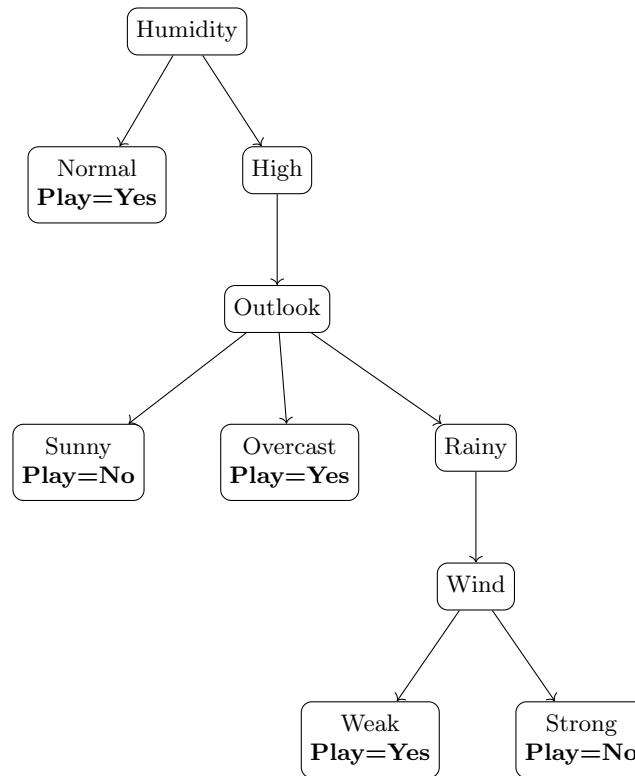 Humidity
Normal
Play=Yes
High
Outlook
Sunny
Play=No
Overcast
Play=Yes
Rainy
Wind
Weak
Play=Yes
Strong
Play=No